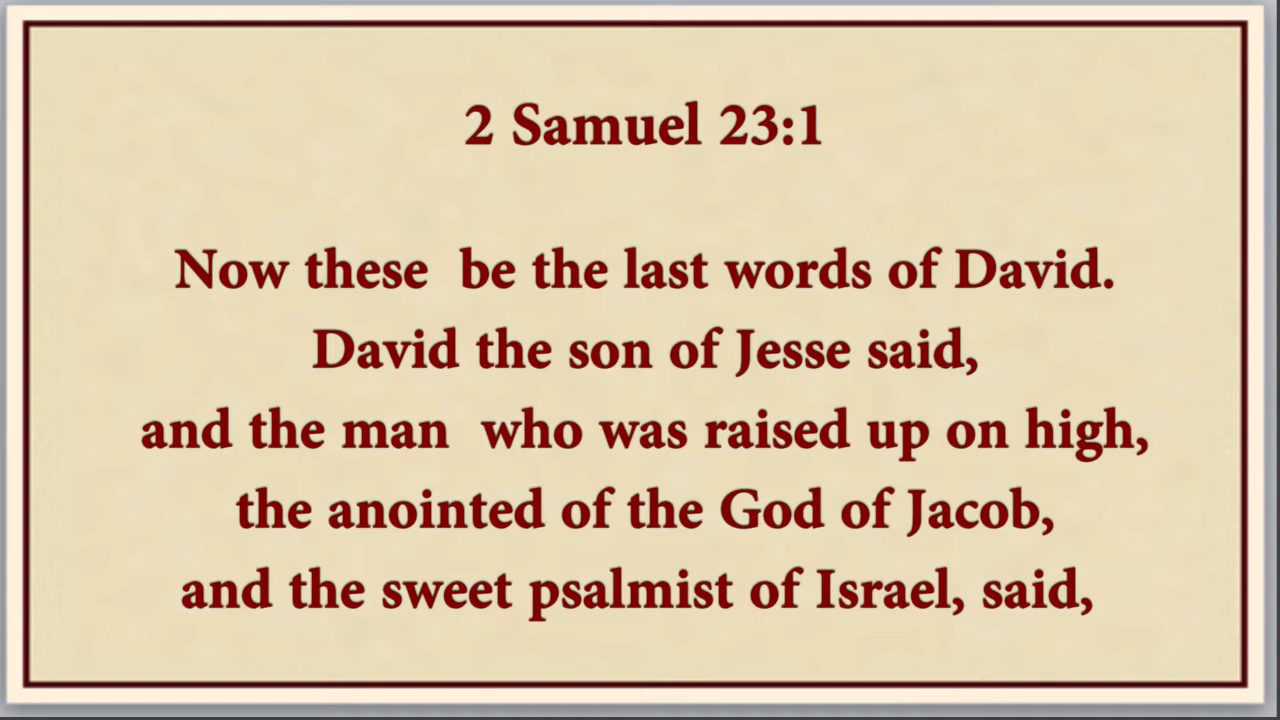 2 Samuel 23:1
Now these be the last words of David.
David the son of Jesse said,
and the man who was raised up on high,
the anointed of the God of Jacob,
and the sweet psalmist of Israel, said,